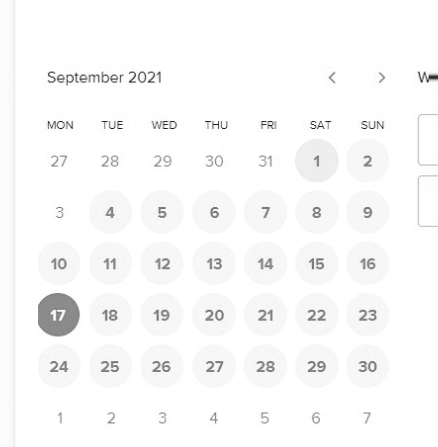 September 2021 < >
MON TUE WED THU FRI SAT SUN
27 28 29 30 31 1 2
3 4 5 6 7 8 9
10 11 12 13 14 15 16
17 18 19 20 21 22 23
24 25 26 27 28 29 30
1 2 3 4 5 6 7